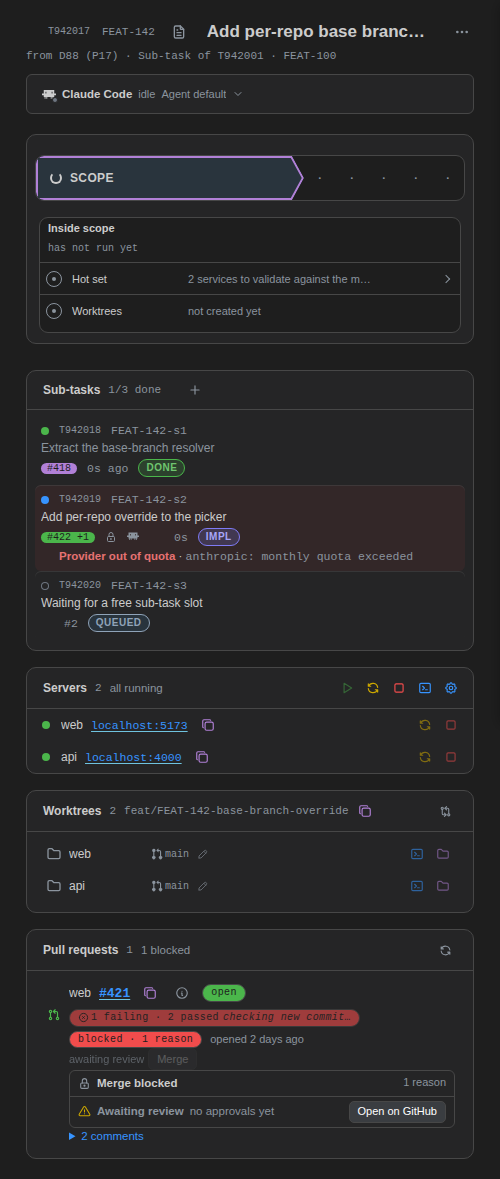 T942017 FEAT-142 Add per-repo base branc…
from D88 (P17) · Sub-task of T942001 · FEAT-100
Claude Code idle Agent default
SCOPE
Inside scope
has not run yet
Hot set 2 services to validate against the m…
Worktrees not created yet
Sub-tasks 1/3 done
T942018 FEAT-142-s1
Extract the base-branch resolver
#418 0s ago DONE
T942019 FEAT-142-s2
Add per-repo override to the picker
#422 +1 0s IMPL
Provider out of quota · anthropic: monthly quota exceeded
T942020 FEAT-142-s3
Waiting for a free sub-task slot
#2 QUEUED
Servers 2 all running
web localhost:5173
api localhost:4000
Worktrees 2 feat/FEAT-142-base-branch-override
web main
api main
Pull requests 1 1 blocked
web #421 open
1 failing · 2 passed checking new commit…
blocked · 1 reason opened 2 days ago
awaiting review Merge
Merge blocked 1 reason
Awaiting review no approvals yet Open on GitHub
2 comments